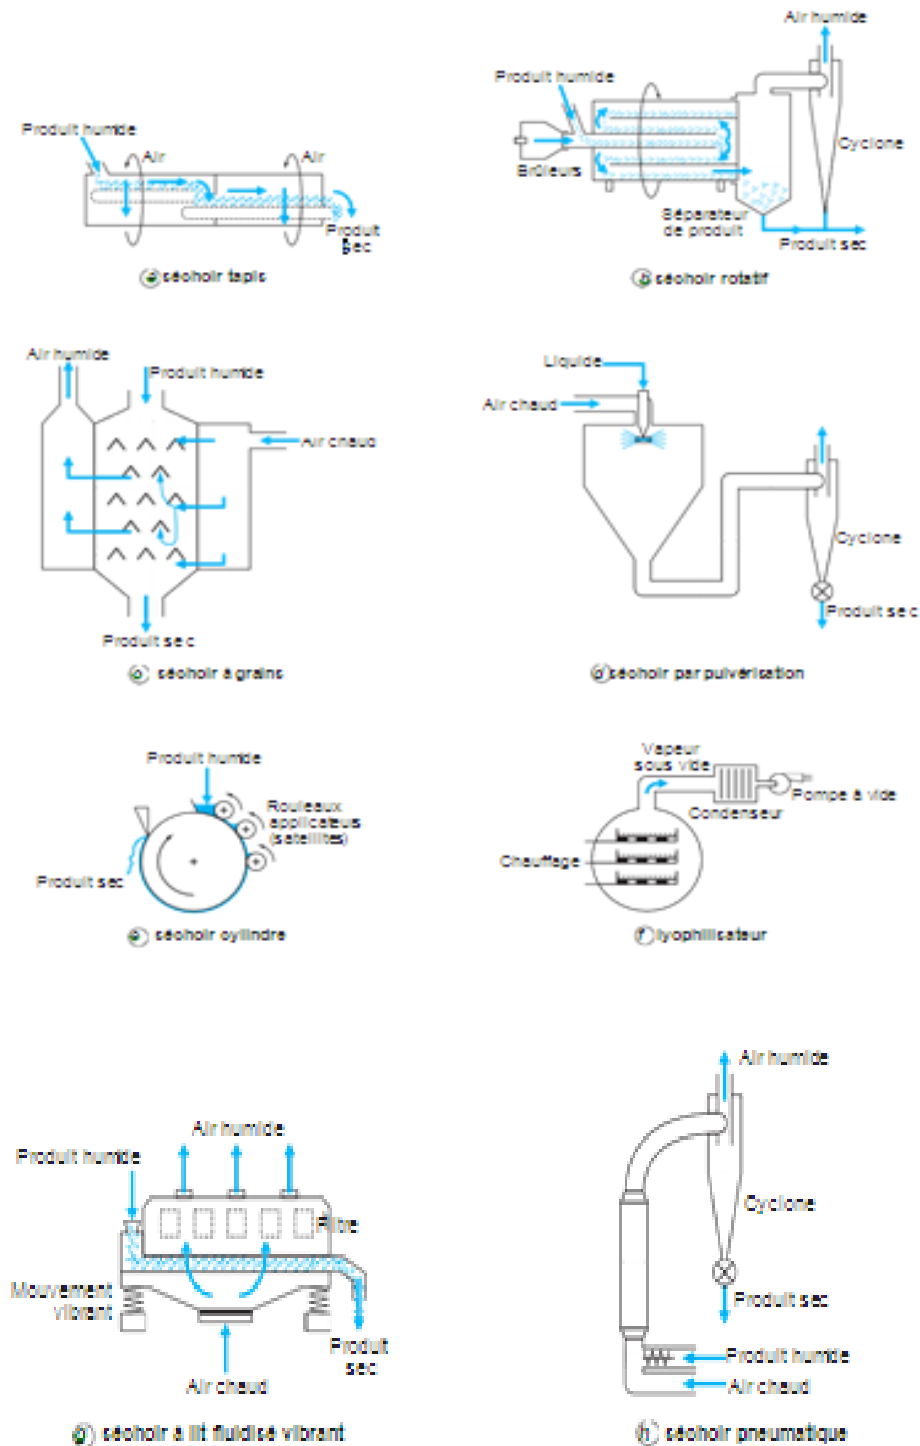 Produit humide
Air
Air
Produit
sec
a séchoir tapis
Air humide
Produit humide
Brûleurs
Cyclone
Séparateur
de produit
Produit sec
b séchoir rotatif
Air humide
Produit humide
Air chaud
Produit sec
c séchoir à grains
Liquide
Air chaud
Cyclone
Produit sec
d séchoir par pulvérisation
Produit humide
Rouleaux
applicateurs
(satellites)
Produit sec
e séchoir cylindre
Vapeur
sous vide
Pompe à vide
Condenseur
Chauffage
f lyophilisateur
Air humide
Produit humide
Filtre
Mouvement
vibrant
Produit
sec
Air chaud
g séchoir à lit fluidisé vibrant
Air humide
Cyclone
Produit sec
Produit humide
Air chaud
h séchoir pneumatique